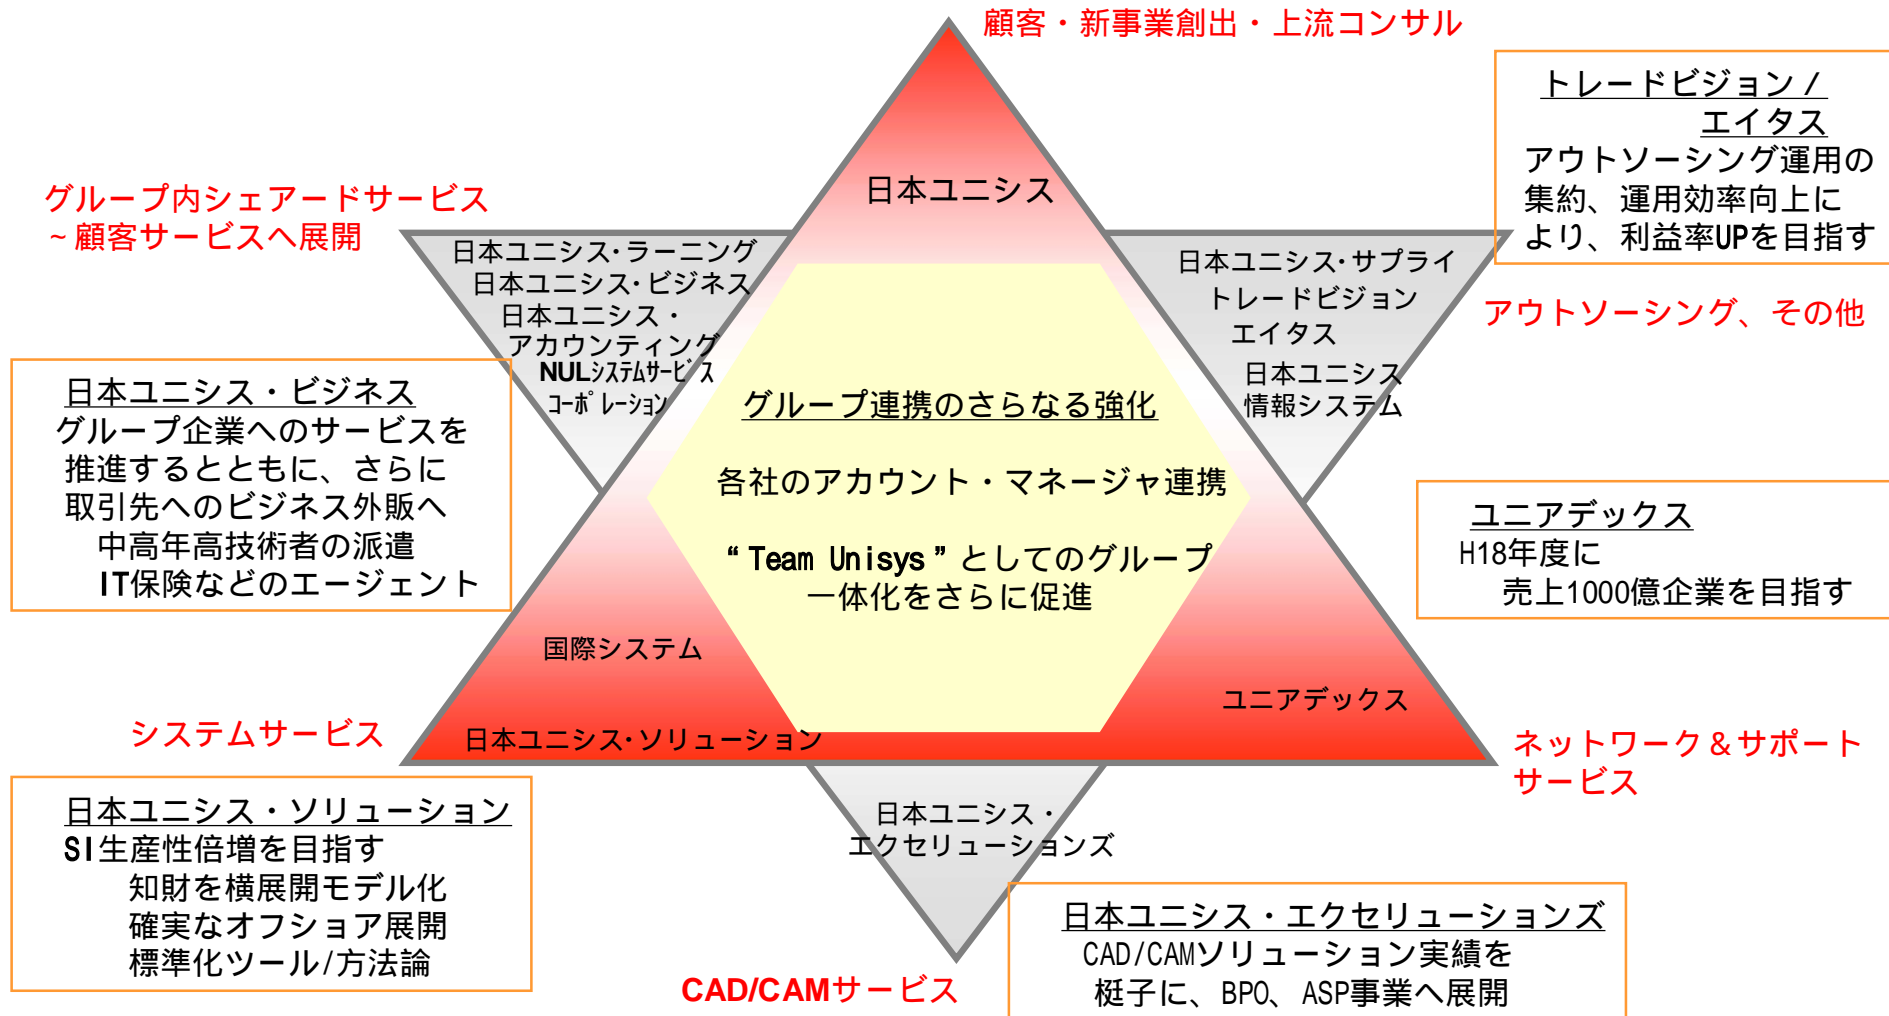 顧客・新事業創出・上流コンサル
トレードビジョン /
エイタス
アウトソーシング運用の
集約、運用効率向上に
より、利益率UPを目指す
日本ユニシス
グループ内シェアードサービス
~顧客サービスへ展開
日本ユニシス・ラーニング
日本ユニシス・ビジネス
日本ユニシス・
アカウンティング
NULシステムサービス
コーポレーション
日本ユニシス・サプライ
トレードビジョン
エイタス
日本ユニシス
情報システム
アウトソーシング、その他
日本ユニシス・ビジネス
グループ企業へのサービスを
推進するとともに、さらに
取引先へのビジネス外販へ
中高年高技術者の派遣
IT保険などのエージェント
グループ連携のさらなる強化
各社のアカウント・マネージャ連携
“Team Unisys”としてのグループ
一体化をさらに促進
ユニアデックス
H18年度に
売上1000億企業を目指す
国際システム
日本ユニシス・ソリューション
ユニアデックス
システムサービス
ネットワーク&サポート
サービス
日本ユニシス・ソリューション
SI生産性倍増を目指す
知財を横展開モデル化
確実なオフショア展開
標準化ツール/方法論
日本ユニシス・
エクセリューションズ
CAD/CAMサービス
日本ユニシス・エクセリューションズ
CAD/CAMソリューション実績を
梃子に、BPO、ASP事業へ展開